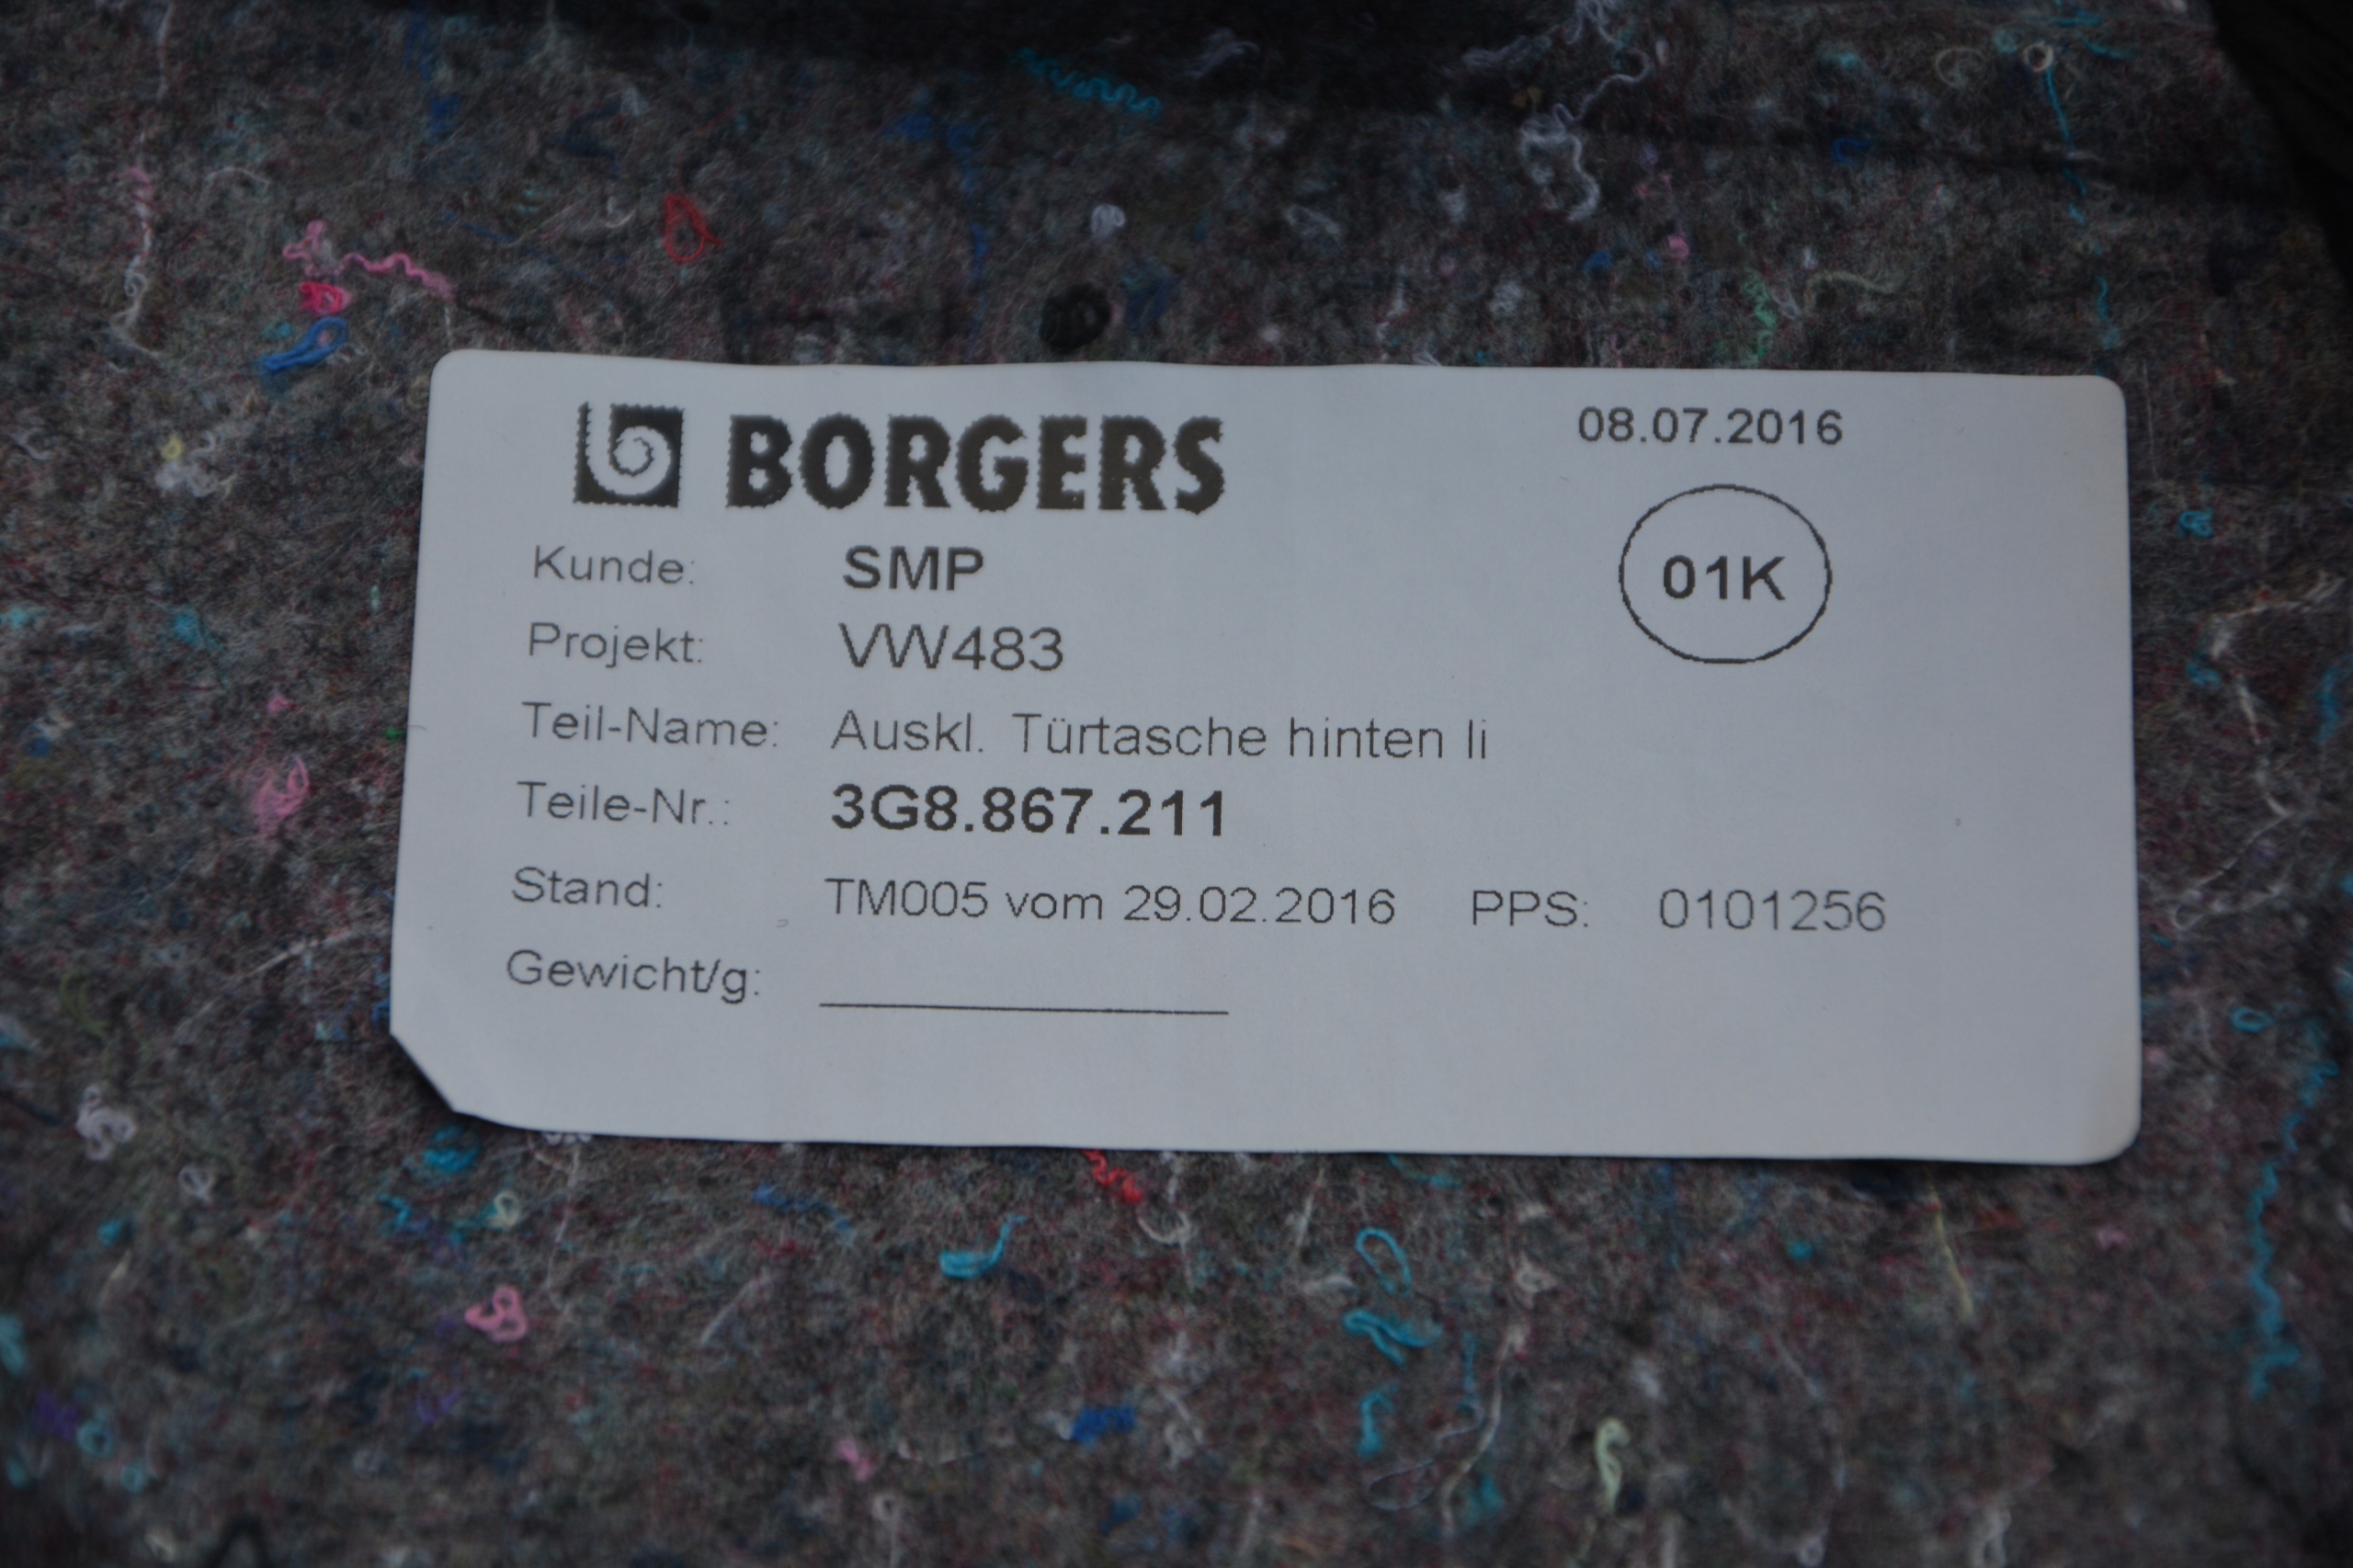 BORGERS
08.07.2016
01K
Kunde: SMP
Projekt: VW483
Teil-Name: Auskl. Türtasche hinten li
Teile-Nr.: 3G8.867.211
Stand: TM005 vom 29.02.2016 PPS: 0101256
Gewicht/g: